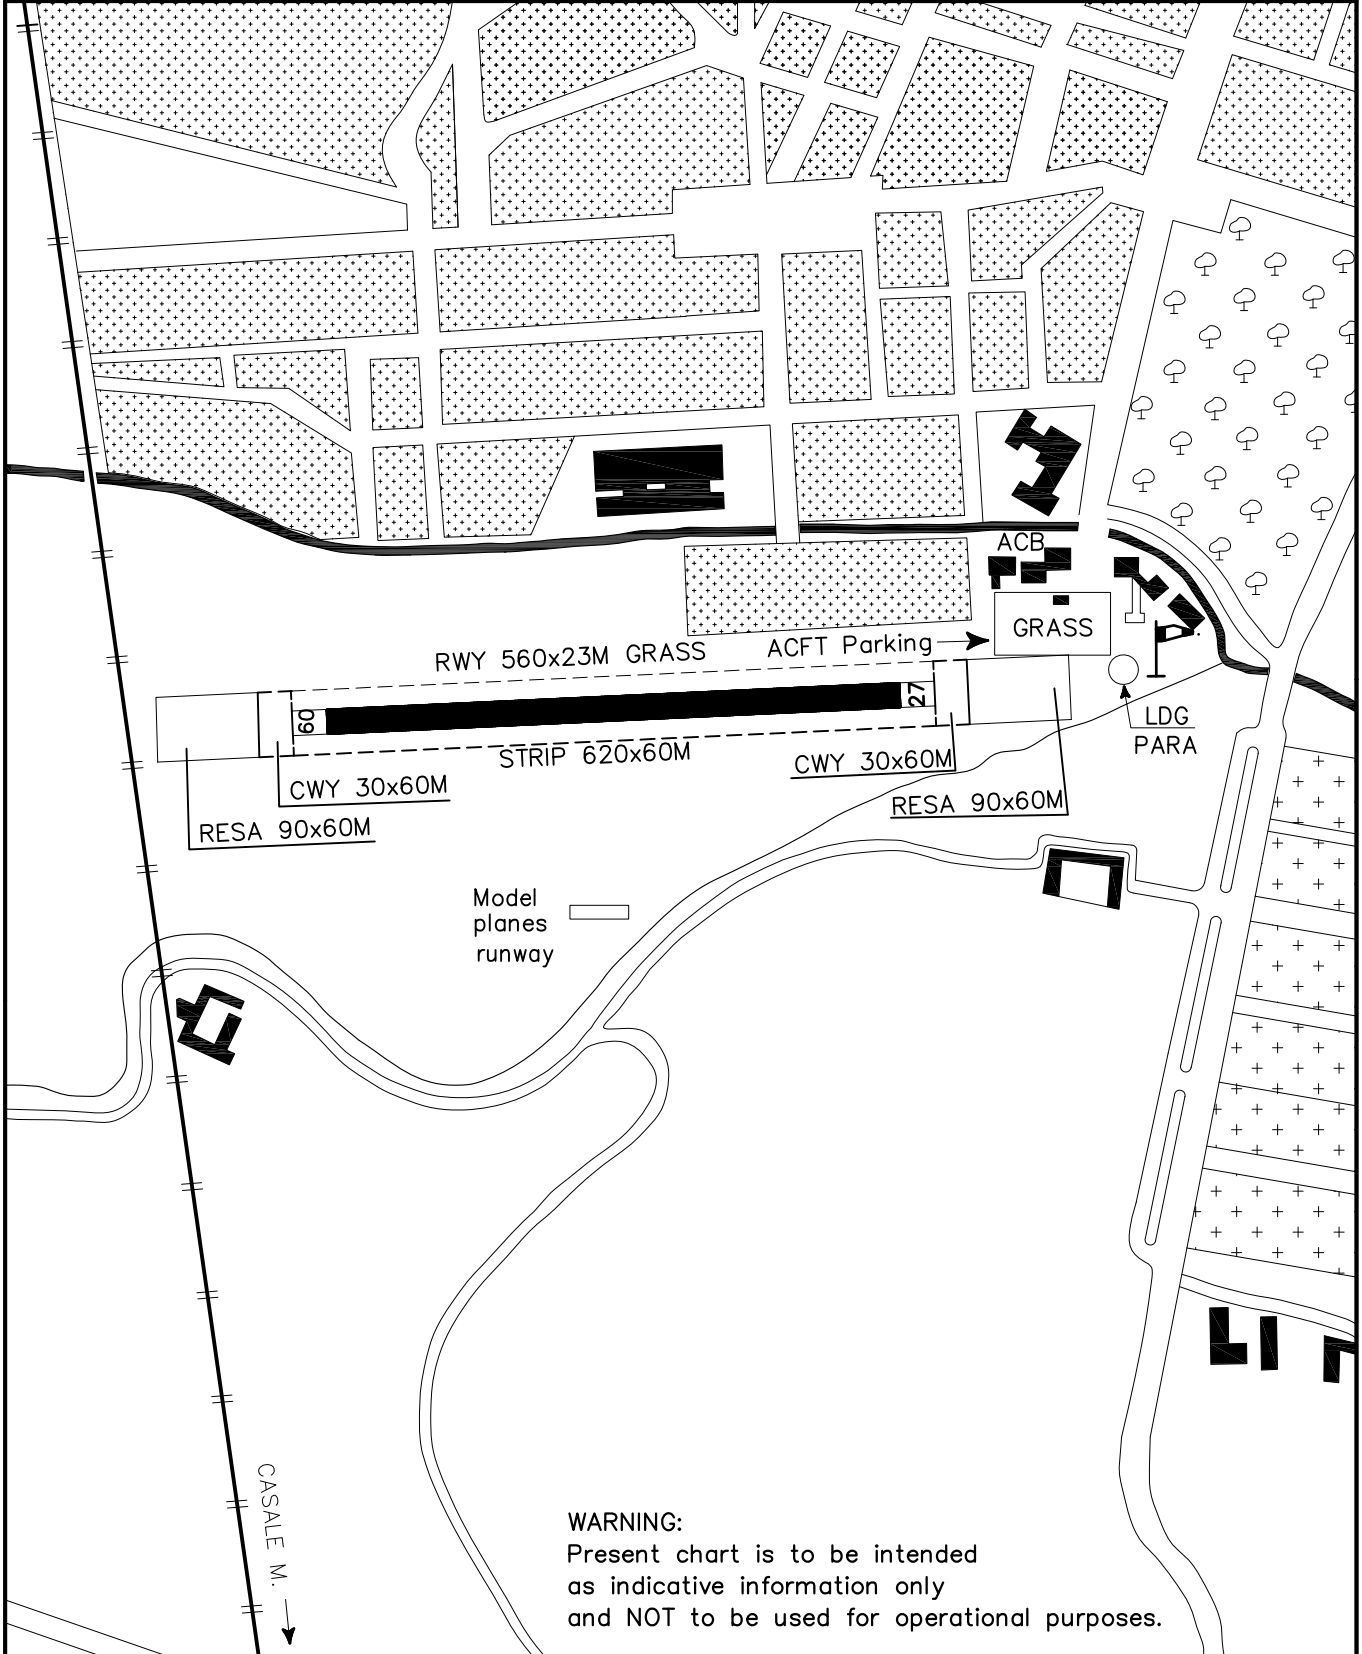 ACB
GRASS
ACFT Parking
RWY 560x23M GRASS
09
27
STRIP 620x60M
LDG
PARA
CWY 30x60M
CWY 30x60M
RESA 90x60M
RESA 90x60M
Model
planes
runway
CASALE M.
WARNING:
Present chart is to be intended
as indicative information only
and NOT to be used for operational purposes.